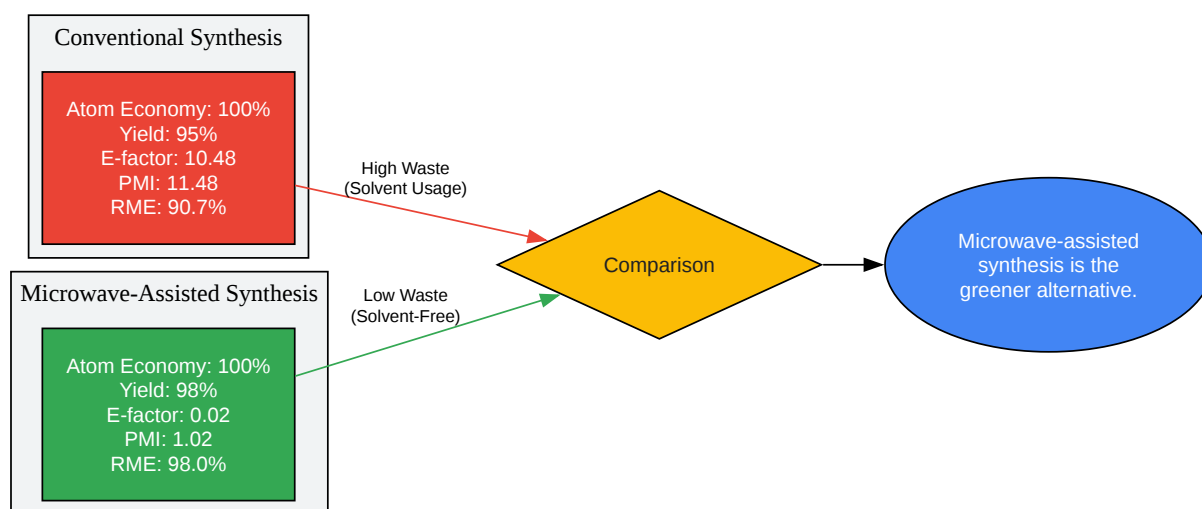 Conventional Synthesis
Atom Economy: 100%
Yield: 95%
E-factor: 10.48
PMI: 11.48
RME: 90.7%
High Waste
(Solvent Usage)
Microwave-Assisted Synthesis
Atom Economy: 100%
Yield: 98%
E-factor: 0.02
PMI: 1.02
RME: 98.0%
Low Waste
(Solvent-Free)
Comparison
Microwave-assisted
synthesis is the
greener alternative.